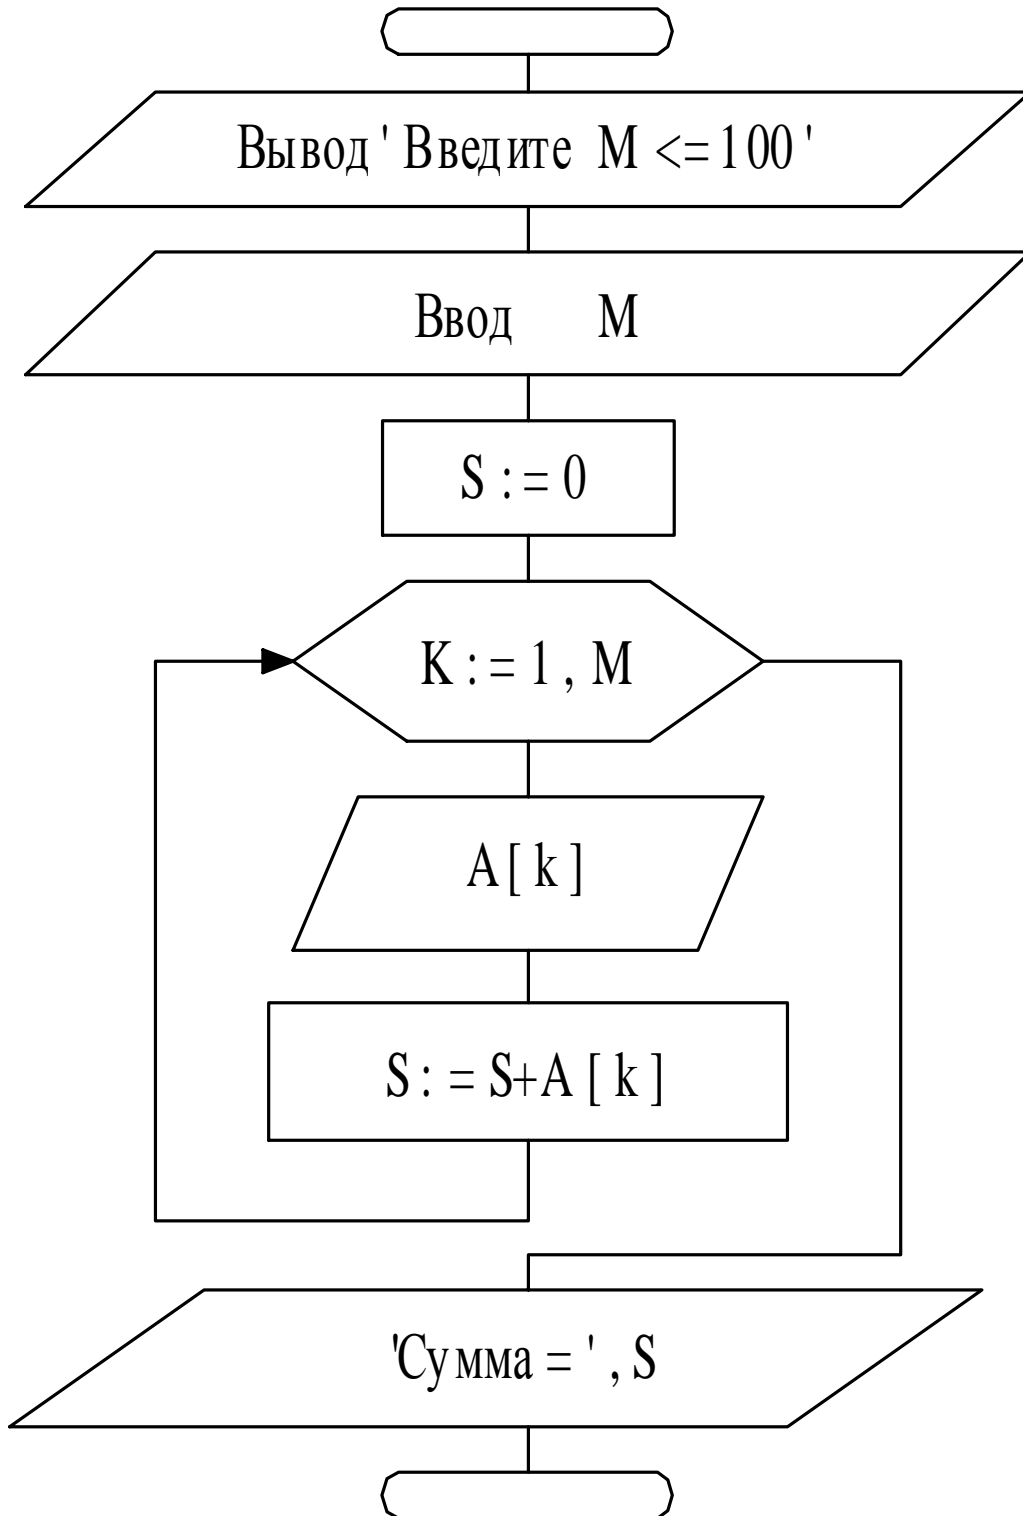 Вывод ' Введите М <= 100 '
Ввод М
S := 0
K := 1 , M
A [ k ]
S := S+A [ k ]
'Сумма = ' , S